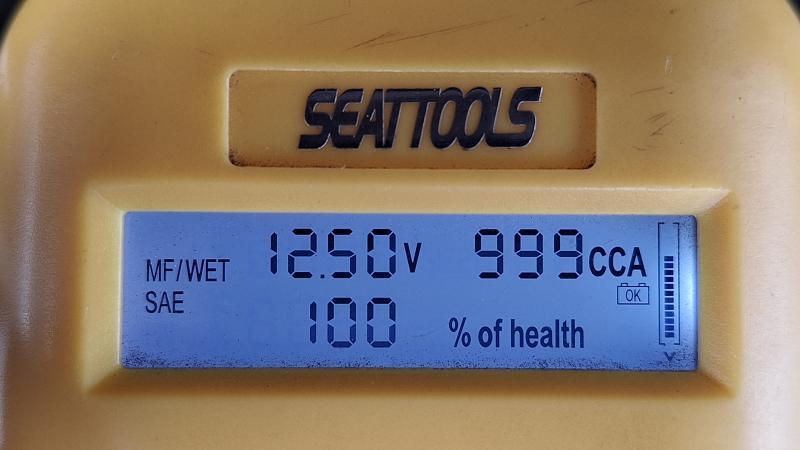 SEATTOOLS
MF/WET 12.50V 999CCA
SAE OK
100 % of health
V